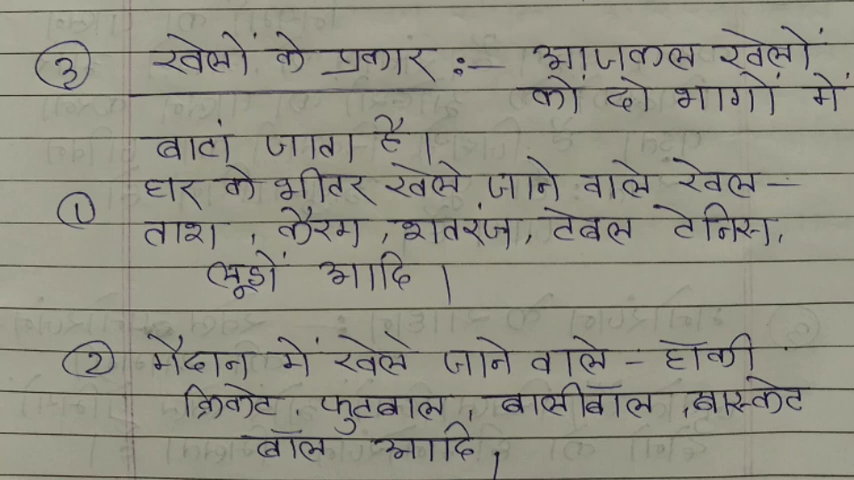 ③ खेलों के प्रकार :- आजकल खेलों
को दो भागों में
बाटां जाता है।
① घर के भीतर खेले जाने वाले खेल -
ताश, कैरम, शतरंज, टेबल टेनिस,
लूडों आदि।
② मैदान में खेले जाने वाले - हॉकी
क्रिकेट, फुटबाल, बालीबॉल, बास्केट
बॉल आदि।